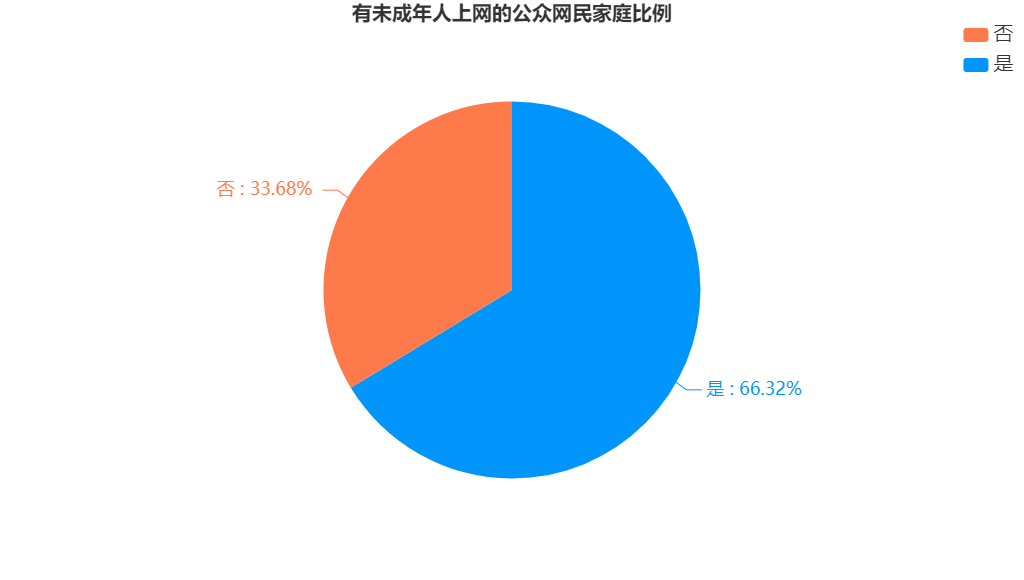 有未成年人上网的公众网民家庭比例
否
是
否 : 33.68%
是 : 66.32%